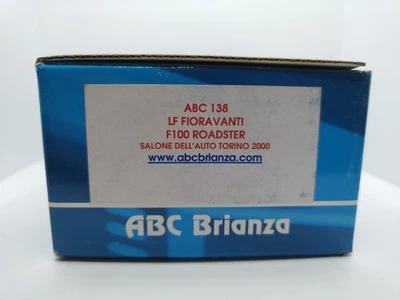 ABC 138
LF FIORAVANTI
F100 ROADSTER
SALONE DELL'AUTO TORINO 2000
www.abcbrianza.com
ABC Brianza